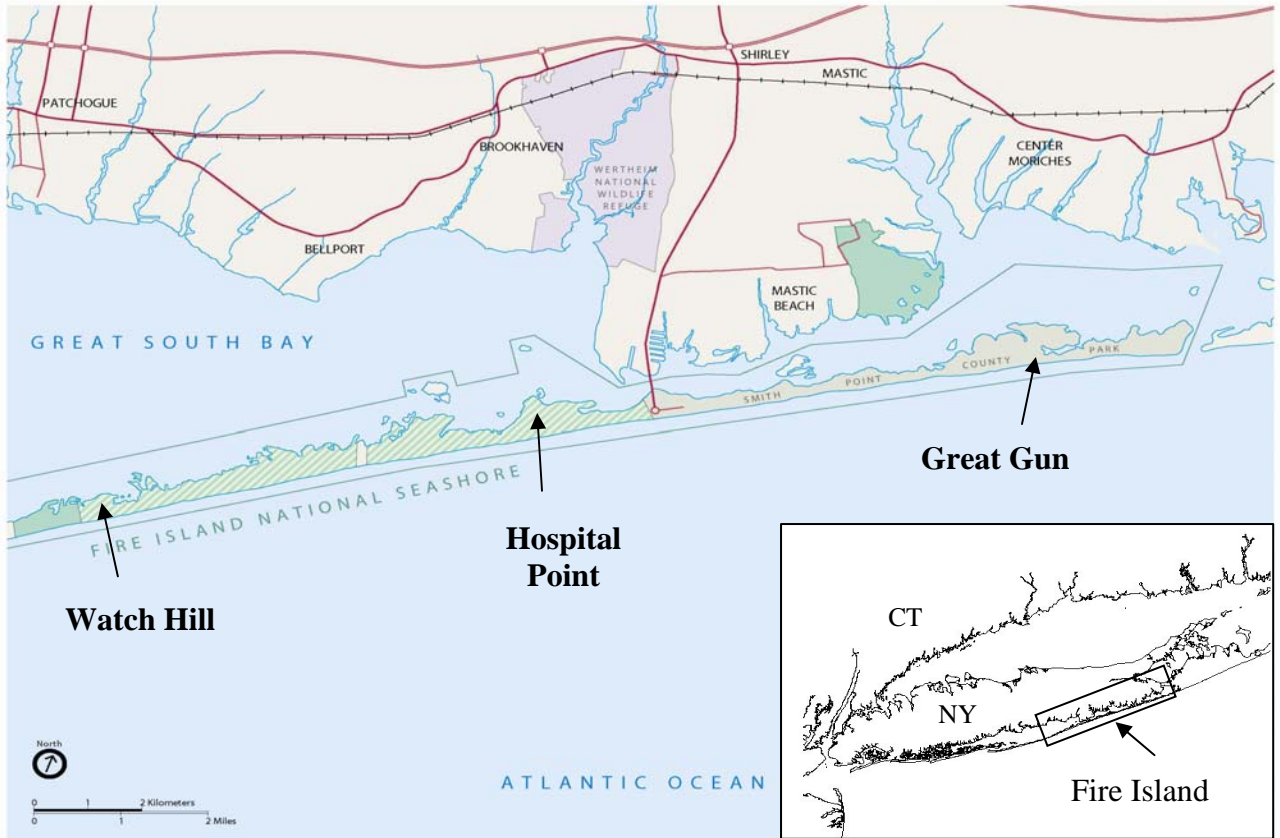 SHIRLEY
MASTIC
PATCHOGUE
BROOKHAVEN
CENTER
MORICHES
WERTHEIM
NATIONAL
WILDLIFE
REFUGE
BELLPORT
MASTIC
BEACH
GREAT SOUTH BAY
SMITH POINT COUNTY PARK
Great Gun
FIRE ISLAND NATIONAL SEASHORE
Hospital
Point
Watch Hill
CT
NY
Fire Island
North
0 1 2 Kilometers
0 1 2 Miles
ATLANTIC OCEAN